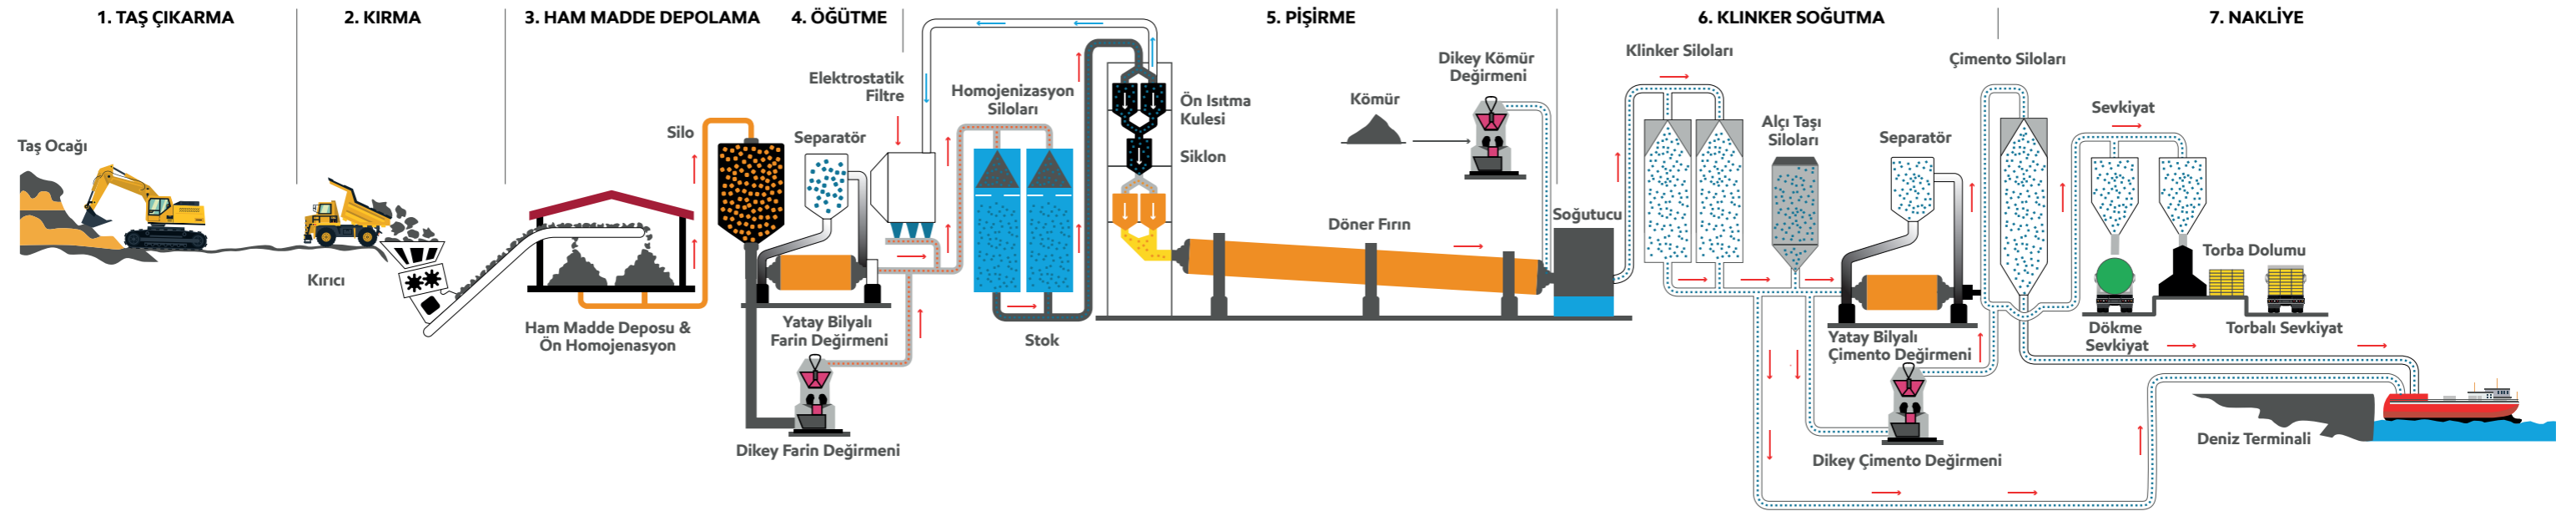 1. TAŞ ÇIKARMA
2. KIRMA
3. HAM MADDE DEPOLAMA
4. ÖĞÜTME
5. PİŞİRME
6. KLINKER SOĞUTMA
7. NAKLİYE
Taş Ocağı
Kırıcı
Ham Madde Deposu &
Ön Homojenasyon
Silo
Separatör
Elektrostatik
Filtre
Yatay Bilyalı
Farin Değirmeni
Dikey Farin Değirmeni
Homojenizasyon
Siloları
Stok
Ön Isıtma
Kulesi
Siklon
Kömür
Dikey Kömür
Değirmeni
Döner Fırın
Soğutucu
Klinker Siloları
Alçı Taşı
Siloları
Separatör
Yatay Bilyalı
Çimento Değirmeni
Dikey Çimento Değirmeni
Çimento Siloları
Sevkiyat
Torba Dolumu
Dökme
Sevkiyat
Torbalı Sevkiyat
Deniz Terminali